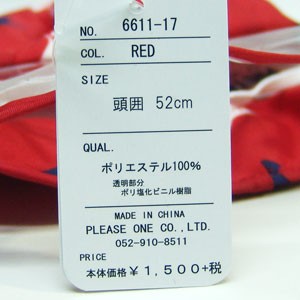 NO. 6611-17
COL. RED
SIZE
頭囲 52cm
QUAL.
ポリエステル100%
透明部分
ポリ塩化ビニル樹脂
MADE IN CHINA
PLEASE ONE CO.,LTD.
052-910-8511
PRICE
本体価格¥1,500+税